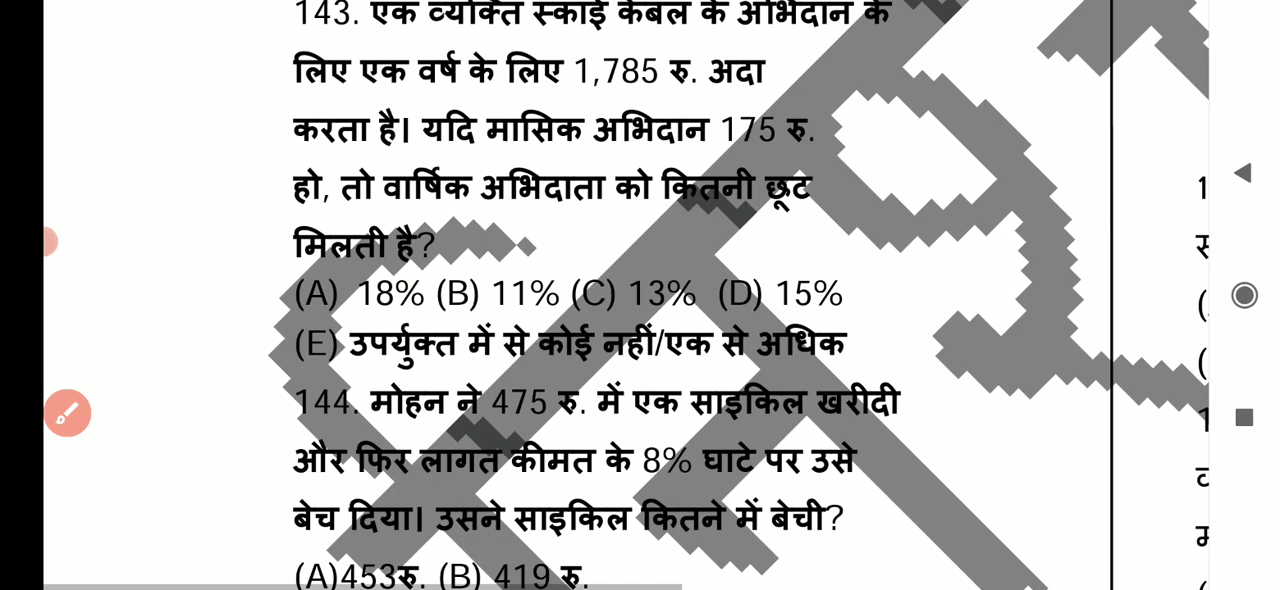 143. एक व्यक्ति स्काई केबल के अभिदान के
लिए एक वर्ष के लिए 1,785 रु. अदा
करता है। यदि मासिक अभिदान 175 रु.
हो, तो वार्षिक अभिदाता को कितनी छूट
मिलती है?
(A) 18% (B) 11% (C) 13% (D) 15%
(E) उपर्युक्त में से कोई नहीं/एक से अधिक
144. मोहन ने 475 रु. में एक साइकिल खरीदी
और फिर लागत कीमत के 8% घाटे पर उसे
बेच दिया। उसने साइकिल कितने में बेची?
(A)453रु. (B) 419 रु.